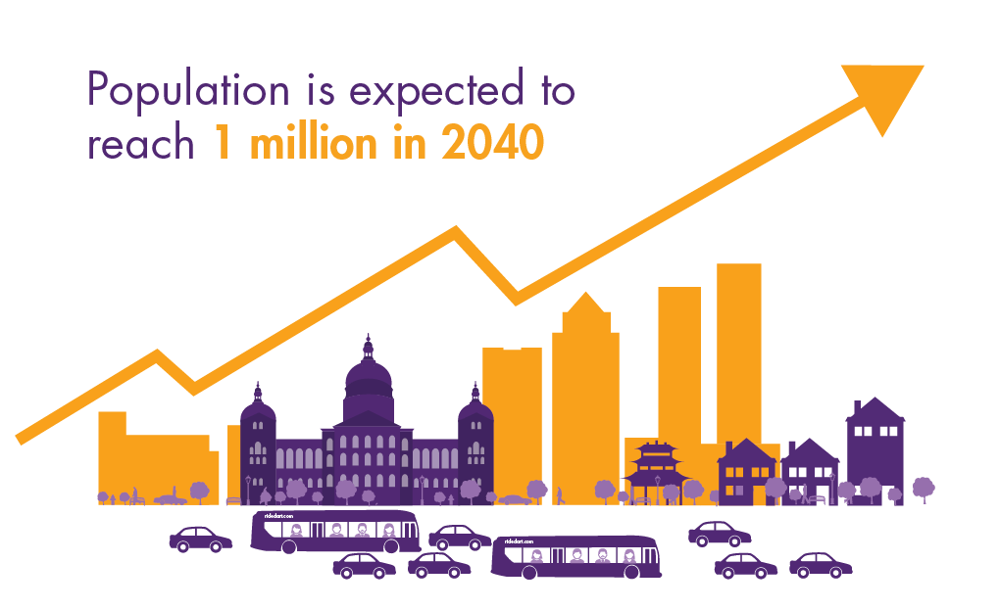 Population is expected to
reach 1 million in 2040
ridedart.com
ridedart.com